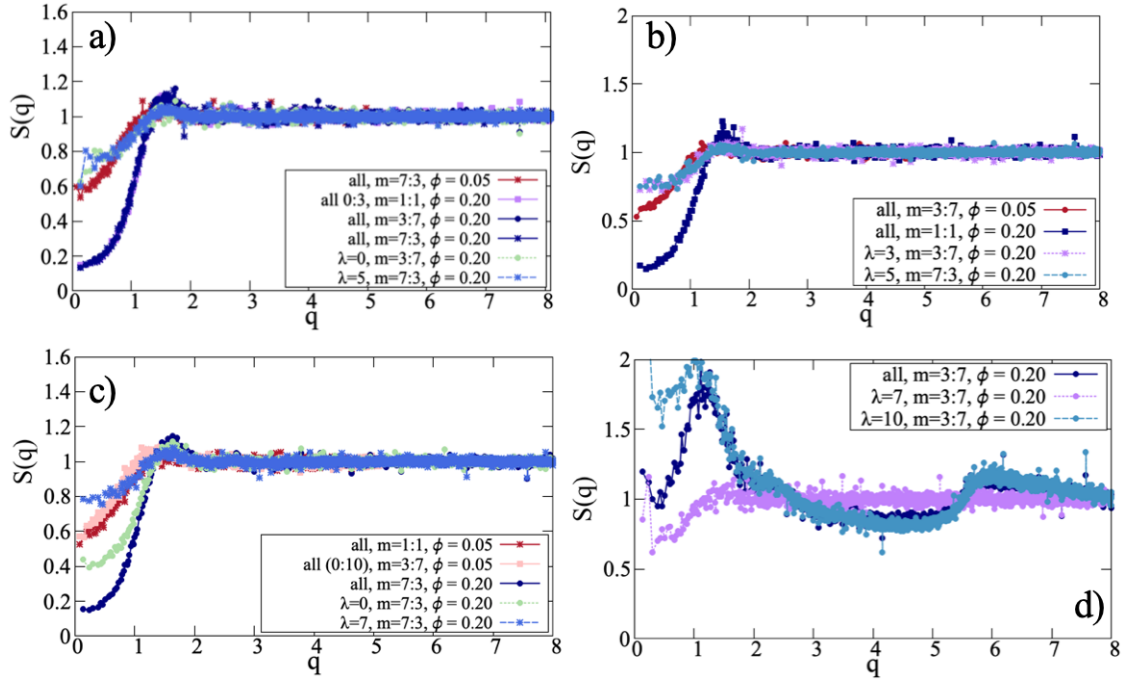 a)
1.6
1.4
1.2
1
0.8
0.6
0.4
0.2
0
S(q)
0 1 2 3 4 5 6 7 8
q
all, m=7:3, ϕ = 0.05
all 0:3, m=1:1, ϕ = 0.20
all, m=3:7, ϕ = 0.20
all, m=7:3, ϕ = 0.20
λ=0, m=3:7, ϕ = 0.20
λ=5, m=7:3, ϕ = 0.20
b)
2
1.5
1
0.5
0
S(q)
0 1 2 3 4 5 6 7 8
q
all, m=3:7, ϕ = 0.05
all, m=1:1, ϕ = 0.20
λ=3, m=3:7, ϕ = 0.20
λ=5, m=7:3, ϕ = 0.20
c)
1.6
1.4
1.2
1
0.8
0.6
0.4
0.2
0
S(q)
0 1 2 3 4 5 6 7 8
q
all, m=1:1, ϕ = 0.05
all (0:10), m=3:7, ϕ = 0.05
all, m=7:3, ϕ = 0.20
λ=0, m=7:3, ϕ = 0.20
λ=7, m=7:3, ϕ = 0.20
d)
2
1.5
1
0.5
0
S(q)
0 1 2 3 4 5 6 7 8
q
all, m=3:7, ϕ = 0.20
λ=7, m=3:7, ϕ = 0.20
λ=10, m=3:7, ϕ = 0.20